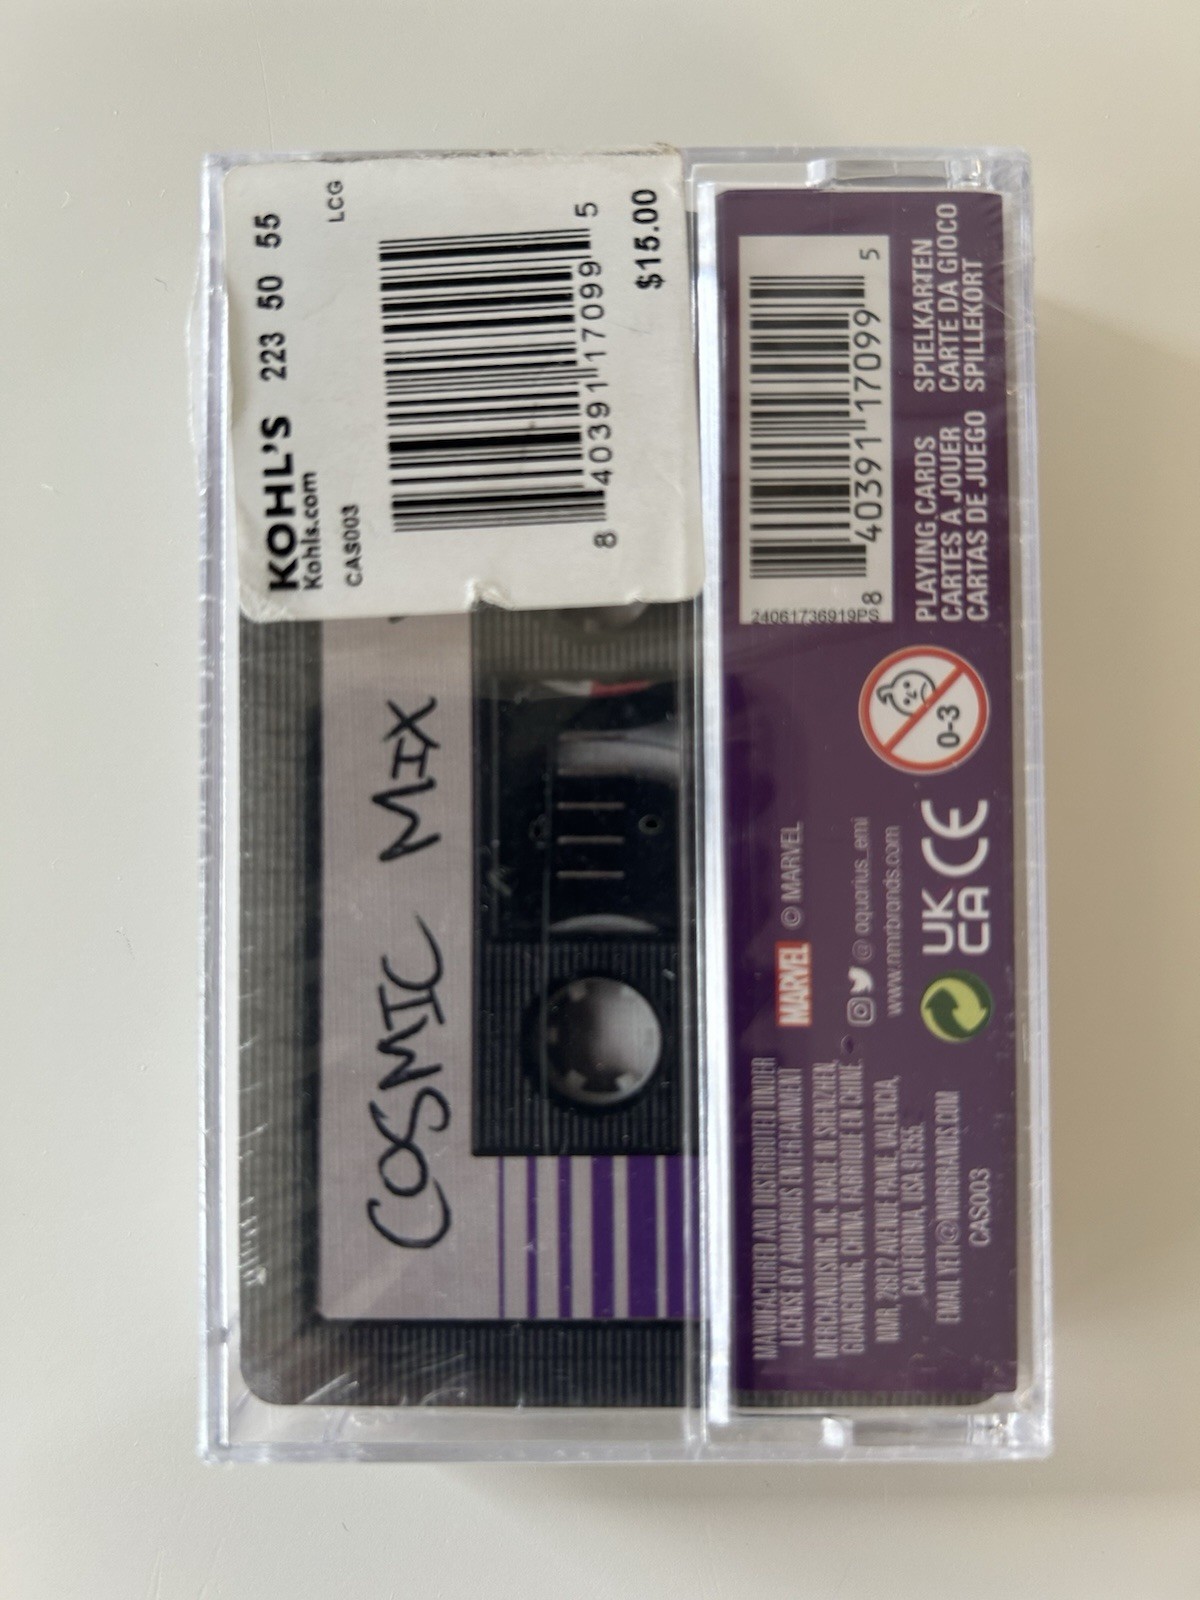 KOHL'S 223 50 55
Kohls.com
LCG
CAS003
8 40391 17099 5
$15.00
COSMIC MIX
8 40391 17099 5
24061736919PS
PLAYING CARDS SPIELKARTEN
CARTES A JOUER CARTE DA GIOCO
CARTAS DE JUEGO SPILLEKORT
0-3
MARVEL © MARVEL
@aquarius_emi
www.nmrbrands.com
UK
CA CE
MANUFACTURED AND DISTRIBUTED UNDER
LICENSE BY AQUARIUS ENTERTAINMENT
MERCHANDISING INC. MADE IN SHENZHEN,
GUANGDONG, CHINA. FABRIQUE EN CHINE.
NMR, 28912 AVENUE PAINE, VALENCIA,
CALIFORNIA, USA 91355.
EMAIL YETI@NMRBRANDS.COM
CAS003